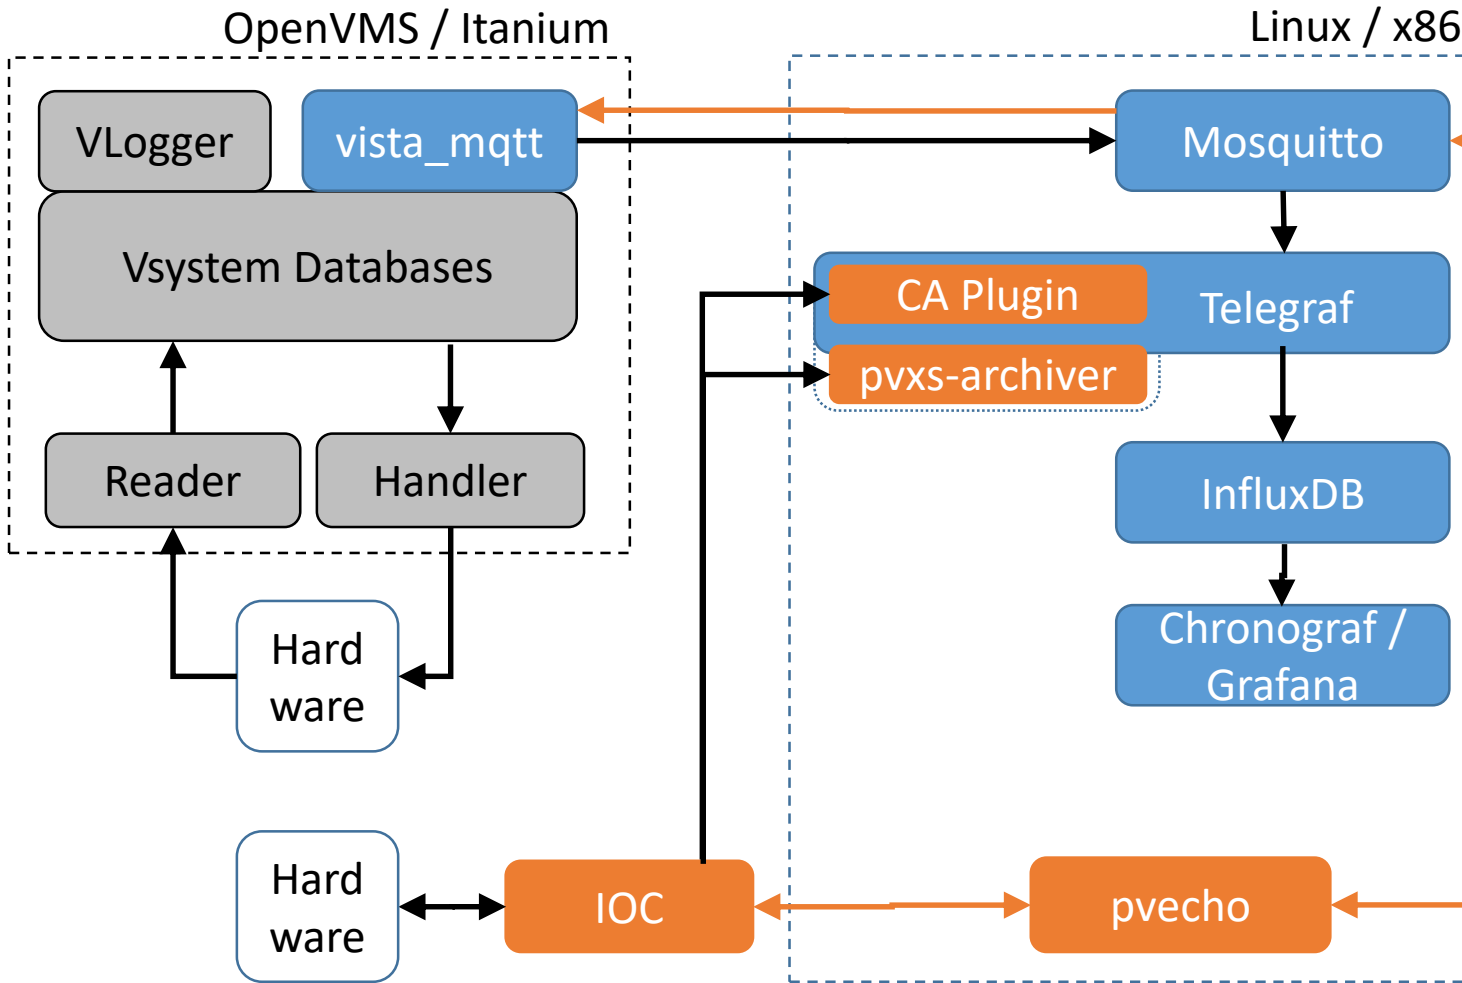 OpenVMS / Itanium
Linux / x86
VLogger
vista_mqtt
Mosquitto
Vsystem Databases
CA Plugin
Telegraf
pvxs-archiver
Reader
Handler
InfluxDB
Hard
ware
Chronograf /
Grafana
Hard
ware
IOC
pvecho